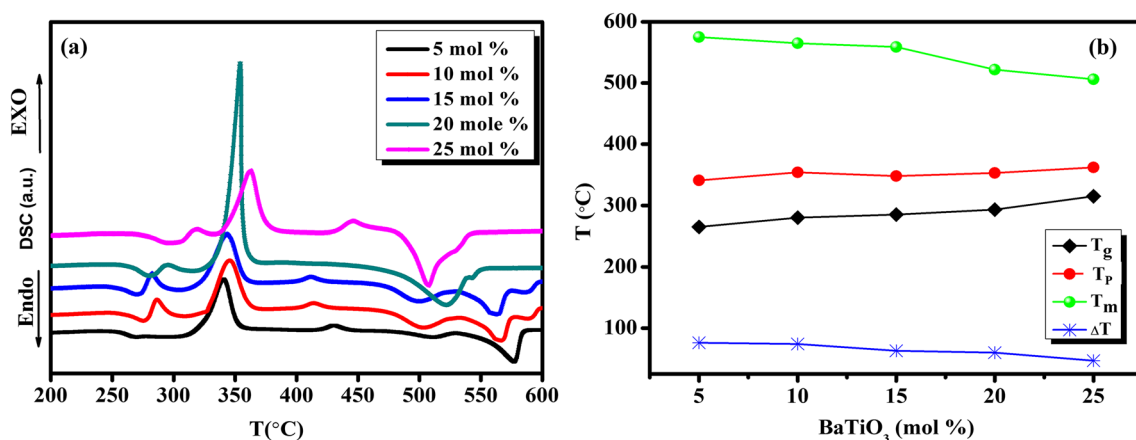 (a)
5 mol %
10 mol %
15 mol %
20 mole %
25 mol %
EXO
DSC (a.u.)
Endo
200 250 300 350 400 450 500 550 600
T(°C)
(b)
600
500
400
300
200
100
T (°C)
Tg
TP
Tm
ΔT
5 10 15 20 25
BaTiO3 (mol %)